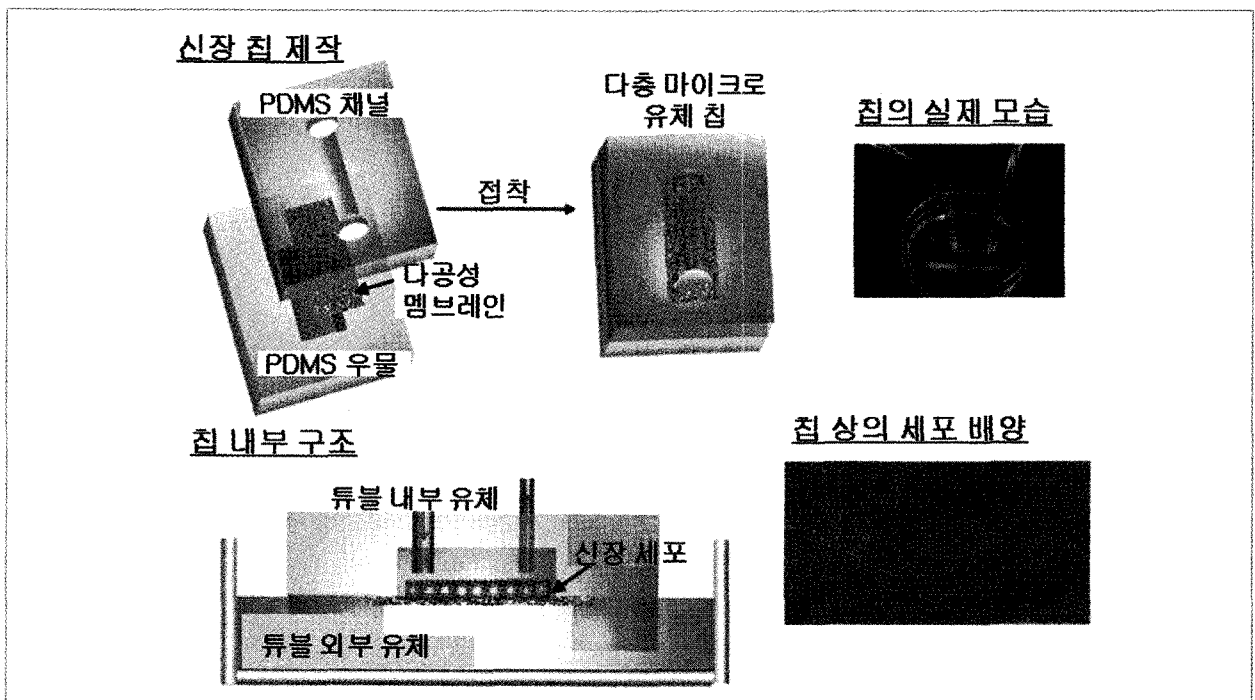 신장 칩 제작
PDMS 채널
다층 마이크로
유체 칩
칩의 실제 모습
접착
다공성
멤브레인
PDMS 우물
칩 내부 구조
칩 상의 세포 배양
튜블 내부 유체
신장 세포
튜블 외부 유체